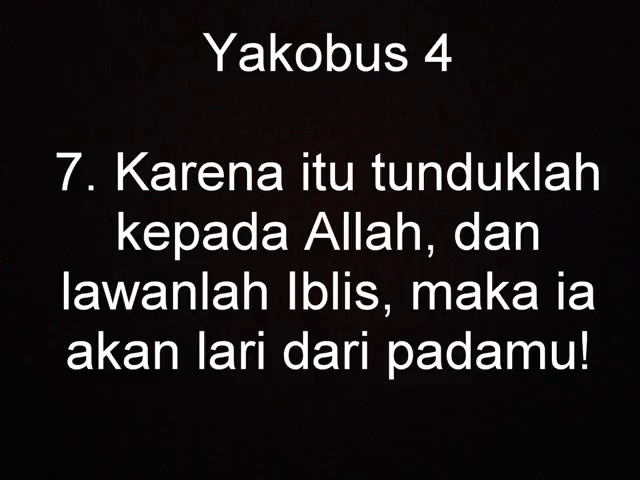 Yakobus 4
7. Karena itu tunduklah
kepada Allah, dan
lawanlah Iblis, maka ia
akan lari dari padamu!